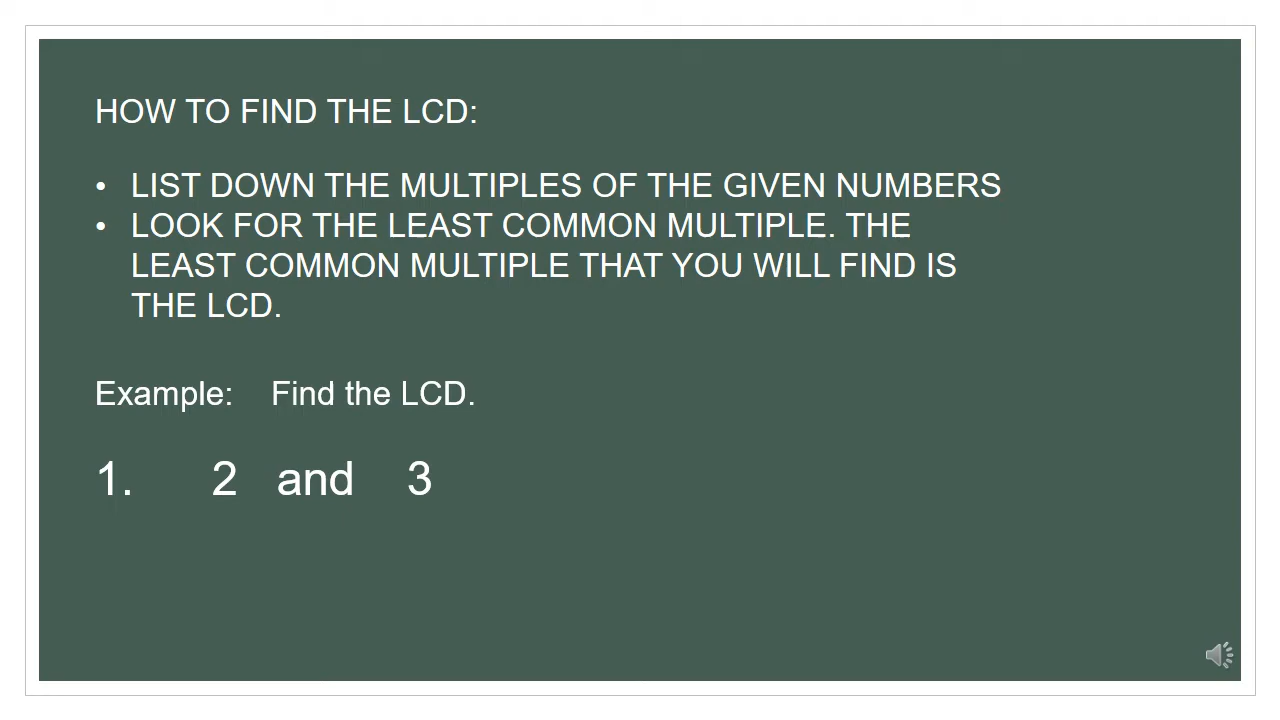 HOW TO FIND THE LCD:
• LIST DOWN THE MULTIPLES OF THE GIVEN NUMBERS
• LOOK FOR THE LEAST COMMON MULTIPLE. THE
LEAST COMMON MULTIPLE THAT YOU WILL FIND IS
THE LCD.
Example: Find the LCD.
1. 2 and 3